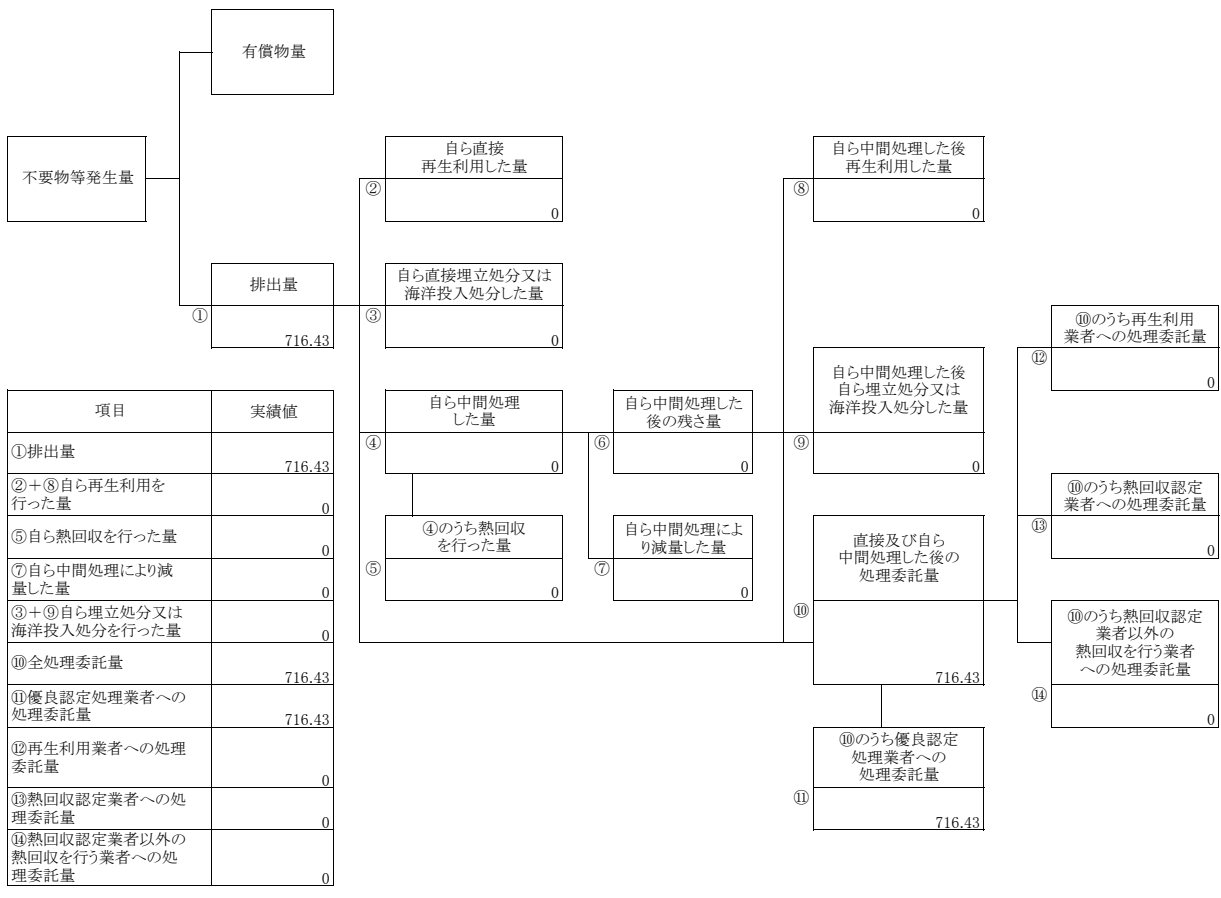 有償物量
不要物等発生量
排出量
①
716.43
自ら直接
再生利用した量
②
0
自ら直接埋立処分又は
海洋投入処分した量
③
0
自ら中間処理
した量
④
0
④のうち熱回収
を行った量
⑤
0
自ら中間処理した
後の残さ量
⑥
0
自ら中間処理によ
り減量した量
⑦
0
自ら中間処理した後
再生利用した量
⑧
0
自ら中間処理した後
自ら埋立処分又は
海洋投入処分した量
⑨
0
直接及び自ら
中間処理した後の
処理委託量
⑩
716.43
⑩のうち優良認定
処理業者への
処理委託量
⑪
716.43
⑩のうち再生利用
業者への処理委託量
⑫
0
⑩のうち熱回収認定
業者への処理委託量
⑬
0
⑩のうち熱回収認定
業者以外の
熱回収を行う業者
への処理委託量
⑭
0
項目 実績値
①排出量 716.43
②＋⑧自ら再生利用を
行った量 0
⑤自ら熱回収を行った量 0
⑦自ら中間処理により減
量した量 0
③＋⑨自ら埋立処分又は
海洋投入処分を行った量 0
⑩全処理委託量 716.43
⑪優良認定処理業者への
処理委託量 716.43
⑫再生利用業者への処理
委託量 0
⑬熱回収認定業者への処
理委託量 0
⑭熱回収認定業者以外の
熱回収を行う業者への処
理委託量 0